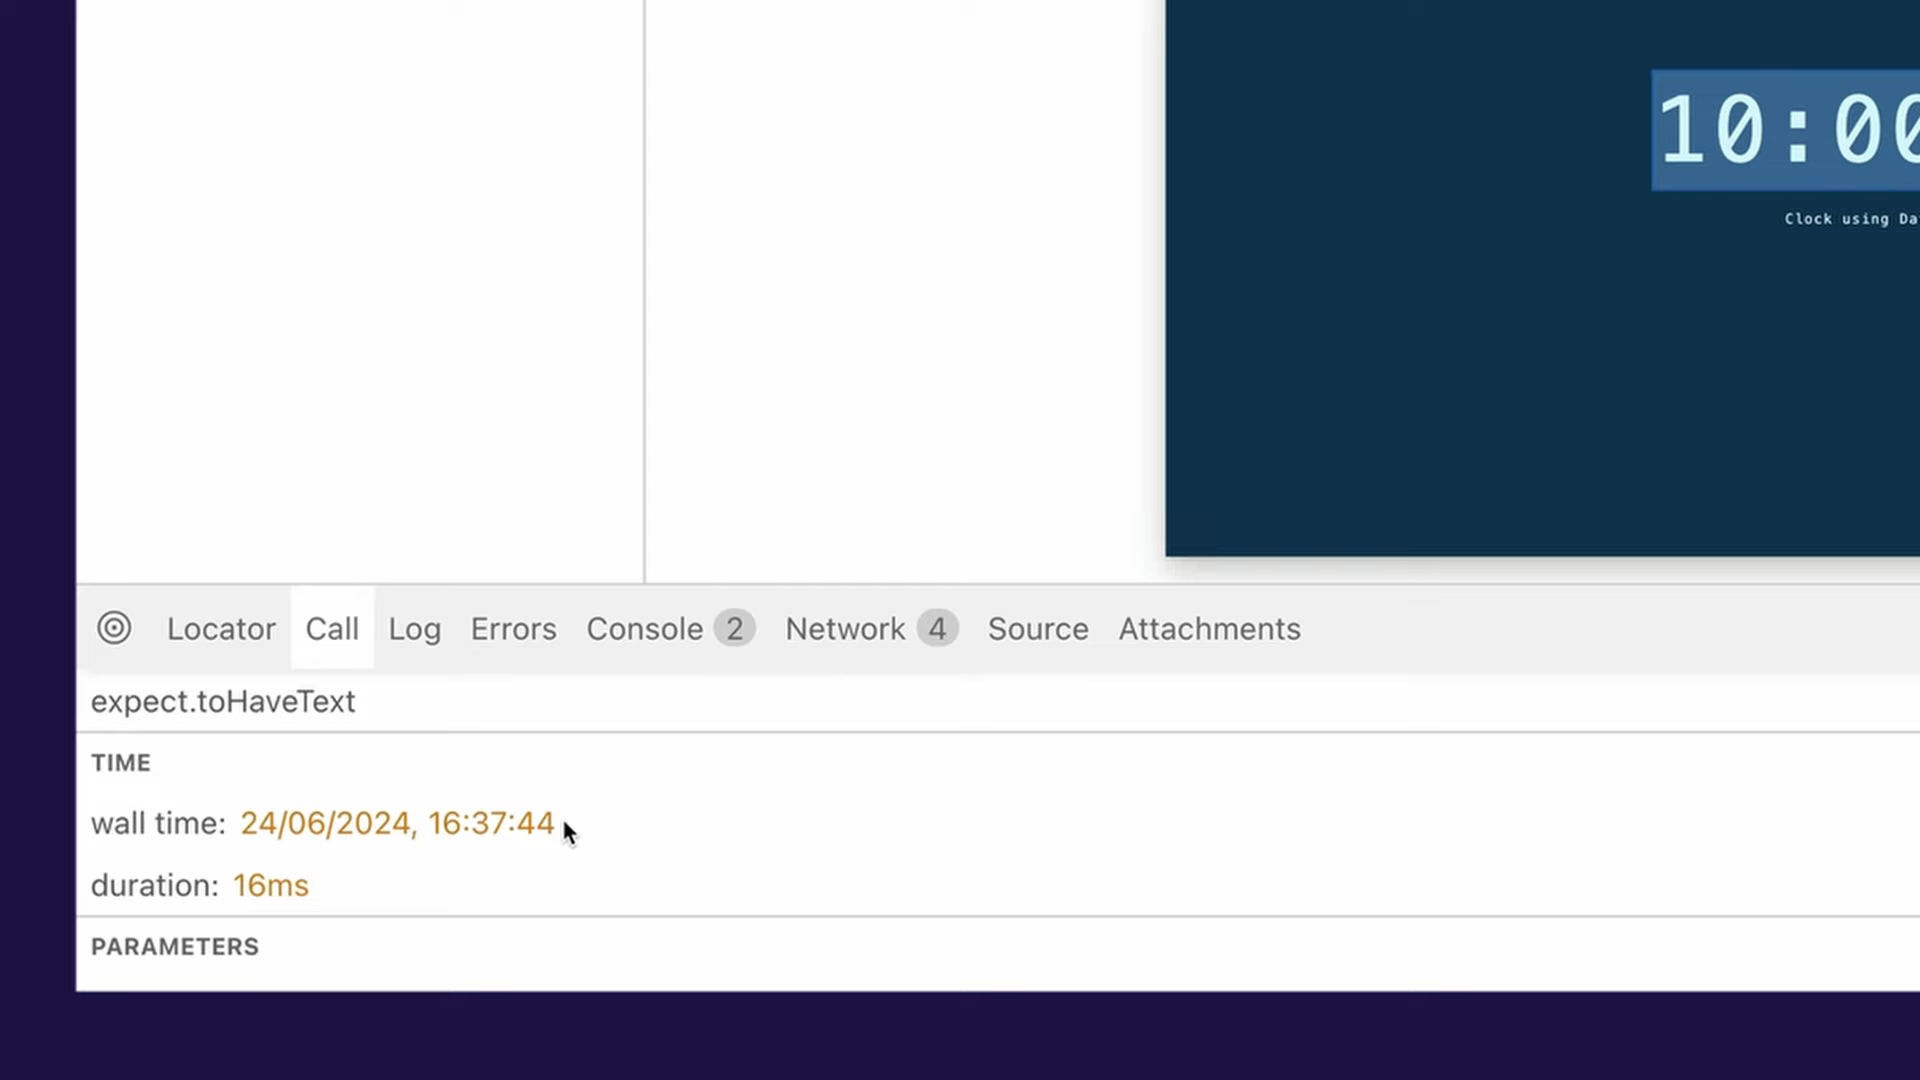 10:00
Clock using Da
Locator Call Log Errors Console 2 Network 4 Source Attachments
expect.toHaveText
TIME
wall time: 24/06/2024, 16:37:44
duration: 16ms
PARAMETERS